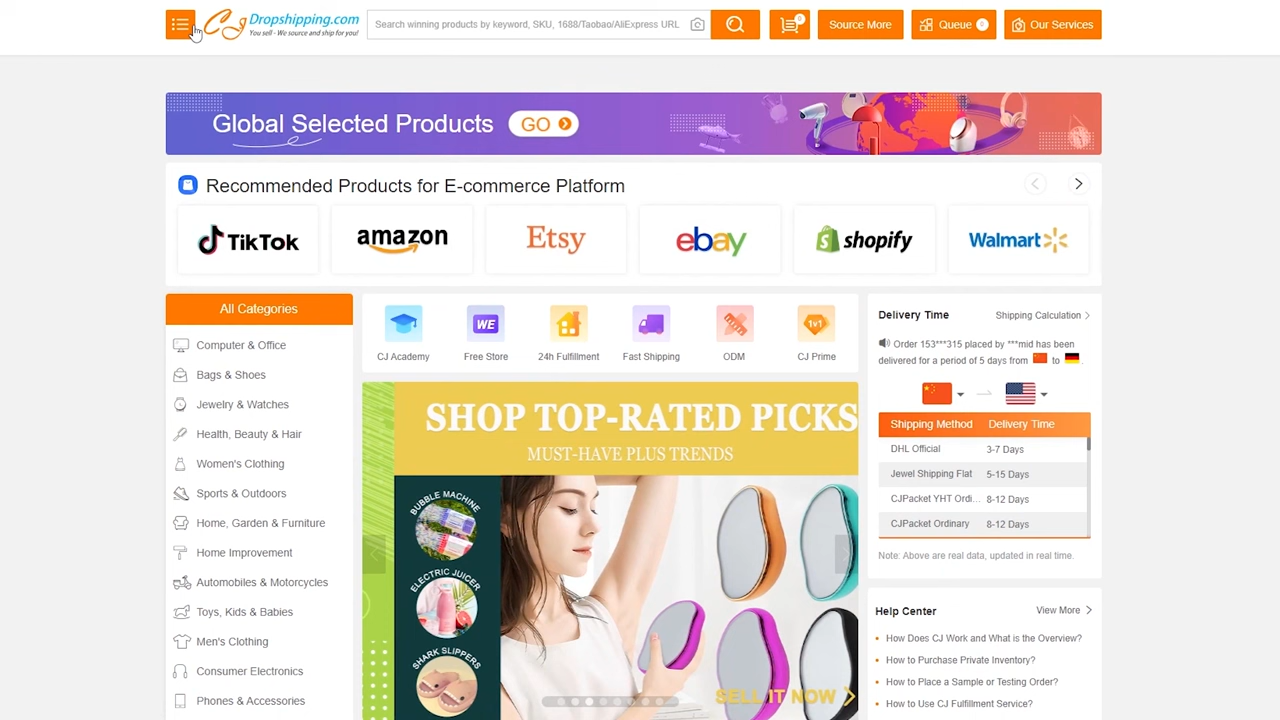 CJ Dropshipping.com
You sell - We source and ship for you!
Search winning products by keyword, SKU, 1688/Taobao/AliExpress URL
0
Source More
Queue 0
Our Services
Global Selected Products GO
Recommended Products for E-commerce Platform
TikTok
amazon
Etsy
ebay
shopify
Walmart
All Categories
Computer & Office
Bags & Shoes
Jewelry & Watches
Health, Beauty & Hair
Women's Clothing
Sports & Outdoors
Home, Garden & Furniture
Home Improvement
Automobiles & Motorcycles
Toys, Kids & Babies
Men's Clothing
Consumer Electronics
Phones & Accessories
CJ Academy
WE
Free Store
24h Fulfillment
Fast Shipping
ODM
1v1
CJ Prime
SHOP TOP-RATED PICKS
MUST-HAVE PLUS TRENDS
BUBBLE MACHINE
ELECTRIC JUICER
SHARK SLIPPERS
SELL IT NOW
Delivery Time
Shipping Calculation
Order 153***315 placed by ***mid has been
delivered for a period of 5 days from to .
Shipping Method Delivery Time
DHL Official 3-7 Days
Jewel Shipping Flat 5-15 Days
CJPacket YHT Ordi... 8-12 Days
CJPacket Ordinary 8-12 Days
Note: Above are real data, updated in real time.
Help Center
View More
How Does CJ Work and What is the Overview?
How to Purchase Private Inventory?
How to Place a Sample or Testing Order?
How to Use CJ Fulfillment Service?